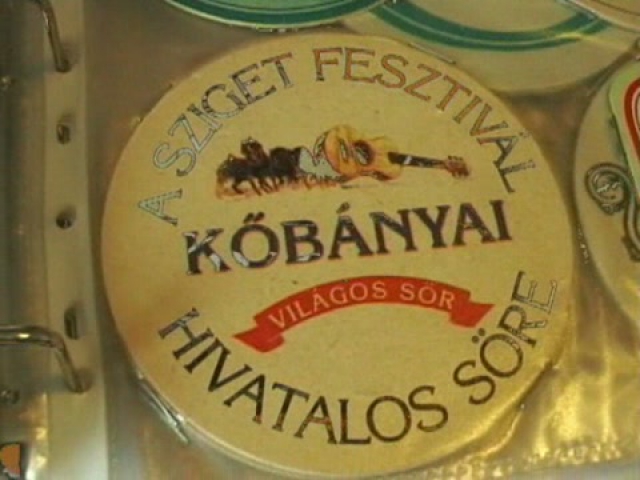 A SZIGET FESZTIVÁL
KŐBÁNYAI
VILÁGOS SÖR
HIVATALOS SÖRE